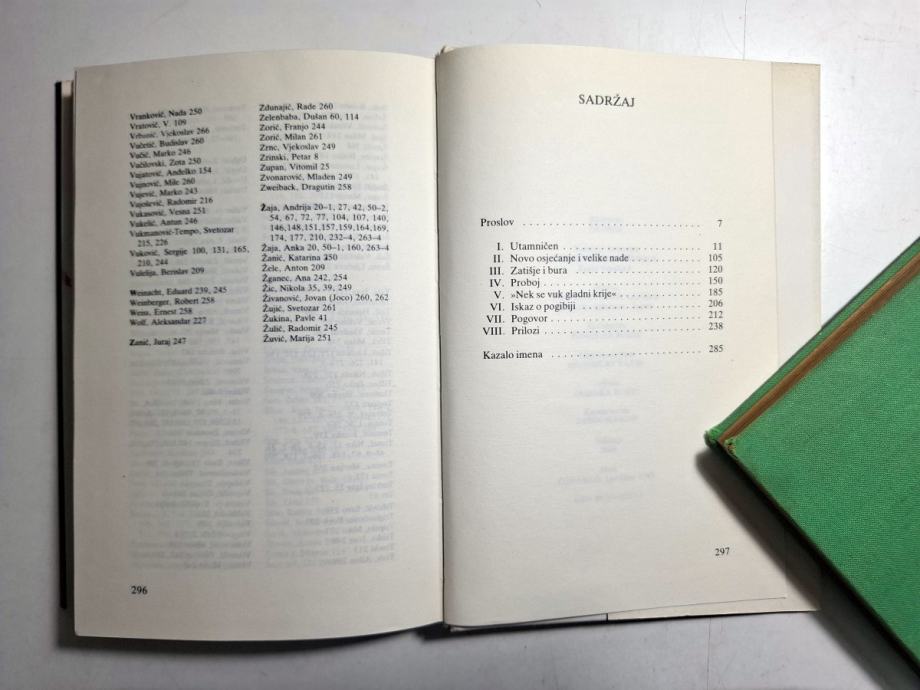 Vranković, Nada 250
Vratović, V. 109
Vrbanić, Vjekoslav 266
Vučetić, Budislav 260
Vučić, Marko 246
Vučilovski, Zota 250
Vujatović, Anđelko 154
Vujnović, Mile 260
Vujević, Marko 243
Vujošević, Radomir 216
Vukasović, Vesna 251
Vukelić, Antun 246
Vukmanović-Tempo, Svetozar
215, 226
Vuković, Sergije 100, 131, 165,
210, 244
Vulelija, Berislav 209
Weinacht, Eduard 239, 245
Weinberger, Robert 258
Weiss, Ernest 258
Wolf, Aleksandar 227
Zanić, Juraj 247
Zdunajić, Rade 260
Zelenbaba, Dušan 60, 114
Zorić, Franjo 244
Zorić, Milan 261
Zrnc, Vjekoslav 249
Zrinski, Petar 8
Zupan, Vitomil 25
Zvonarović, Mladen 249
Zweiback, Dragutin 258
Žaja, Andrija 20–1, 27, 42, 50–2,
54, 67, 72, 77, 104, 107, 140,
146,148,151,157,159,164,169,
174, 177, 210, 232–4, 263–4
Žaja, Anka 20, 50–1, 160, 263–4
Žanić, Katarina 250
Žele, Anton 209
Žganec, Ana 242, 254
Žic, Nikola 35, 39, 249
Živanović, Jovan (Joco) 260, 262
Žujić, Svetozar 261
Žukina, Pavle 41
Žulić, Radomir 245
Žuvić, Marija 251
296
SADRŽAJ
Proslov . . . . . . . . . . . . . . . . . . . . . . . . . . 7
I. Utamničen . . . . . . . . . . . . . . . . . . . . . 11
II. Novo osjećanje i velike nade . . . . . . . . . . 105
III. Zatišje i bura . . . . . . . . . . . . . . . . . . . 120
IV. Proboj . . . . . . . . . . . . . . . . . . . . . . . 150
V. »Nek se vuk gladni krije« . . . . . . . . . . . . 185
VI. Iskaz o pogibiji . . . . . . . . . . . . . . . . . . 206
VII. Pogovor . . . . . . . . . . . . . . . . . . . . . . 212
VIII. Prilozi . . . . . . . . . . . . . . . . . . . . . . . 238
Kazalo imena . . . . . . . . . . . . . . . . . . . . . . 285
297